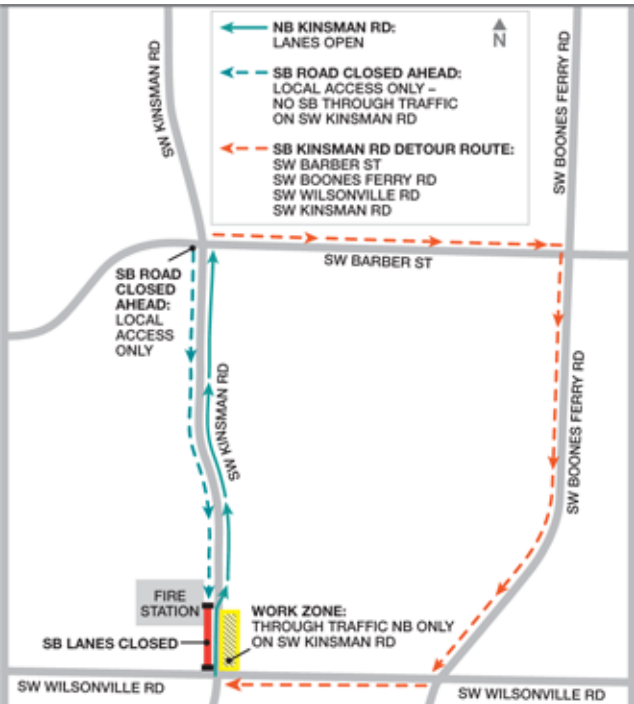 NB KINSMAN RD:
LANES OPEN
N
SB ROAD CLOSED AHEAD:
LOCAL ACCESS ONLY –
NO SB THROUGH TRAFFIC
ON SW KINSMAN RD
SB KINSMAN RD DETOUR ROUTE:
SW BARBER ST
SW BOONES FERRY RD
SW WILSONVILLE RD
SW KINSMAN RD
SW KINSMAN RD
SW BOONES FERRY RD
SW BARBER ST
SB ROAD
CLOSED
AHEAD:
LOCAL
ACCESS
ONLY
SW KINSMAN RD
SW BOONES FERRY RD
FIRE
STATION
WORK ZONE:
THROUGH TRAFFIC NB ONLY
ON SW KINSMAN RD
SB LANES CLOSED
SW WILSONVILLE RD
SW WILSONVILLE RD